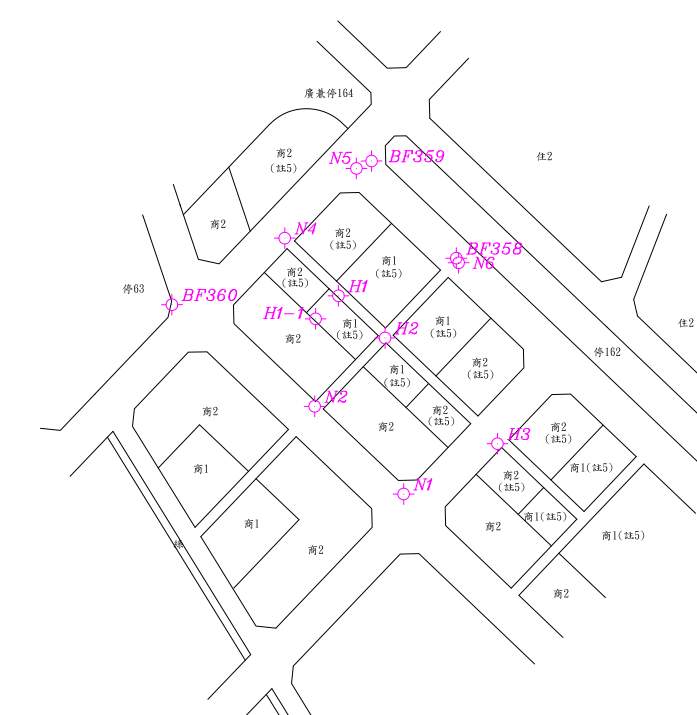 廣兼停164
商2
(註5)
N5
BF359
住2
商2
N4
商2
(註5)
BF358
N6
商1
(註5)
商2
(註5)
停63
BF360
H1
H1-1
商1
(註5)
商2
H2
商1
(註5)
住2
停162
商2
(註5)
商1
(註5)
N2
商2
商2
(註5)
商2
H3
商2
(註5)
商1
商2
(註5)
商1(註5)
N1
商1
商2
商1(註5)
商1(註5)
商2
商2